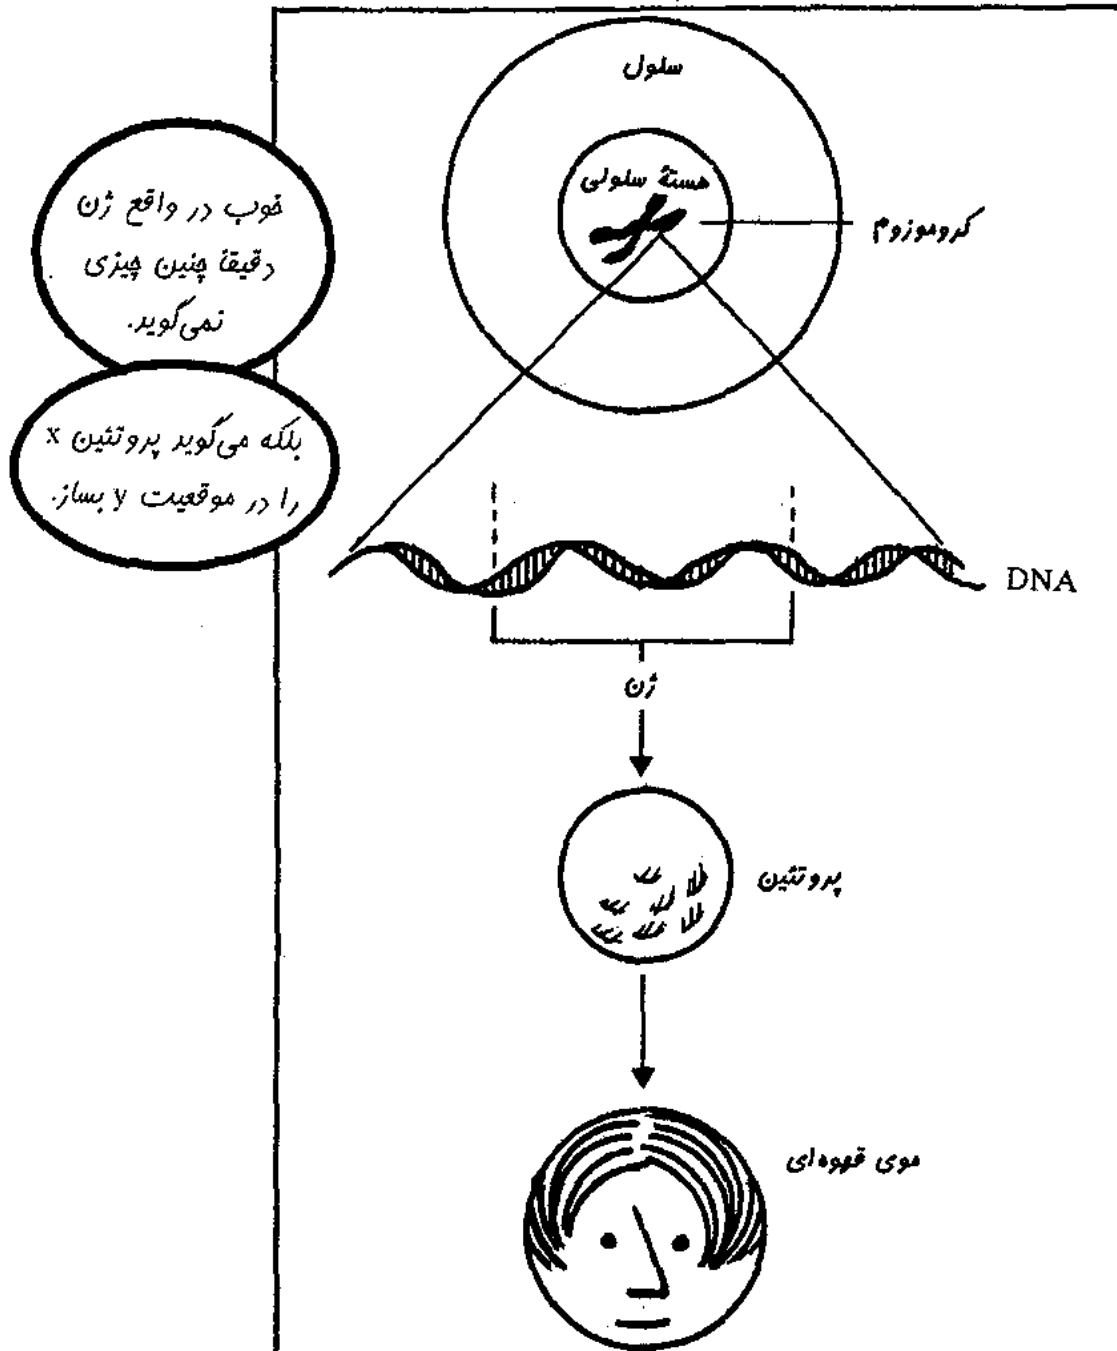 سلول
هستهٔ سلولی
کروموزوم
خوب در واقع ژن
دقیقاً چنین چیزی
نمی‌گوید.
بلکه می‌گوید پروتئین x
را در موقعیت y بساز.
DNA
ژن
پروتئین
موی قهوه‌ای